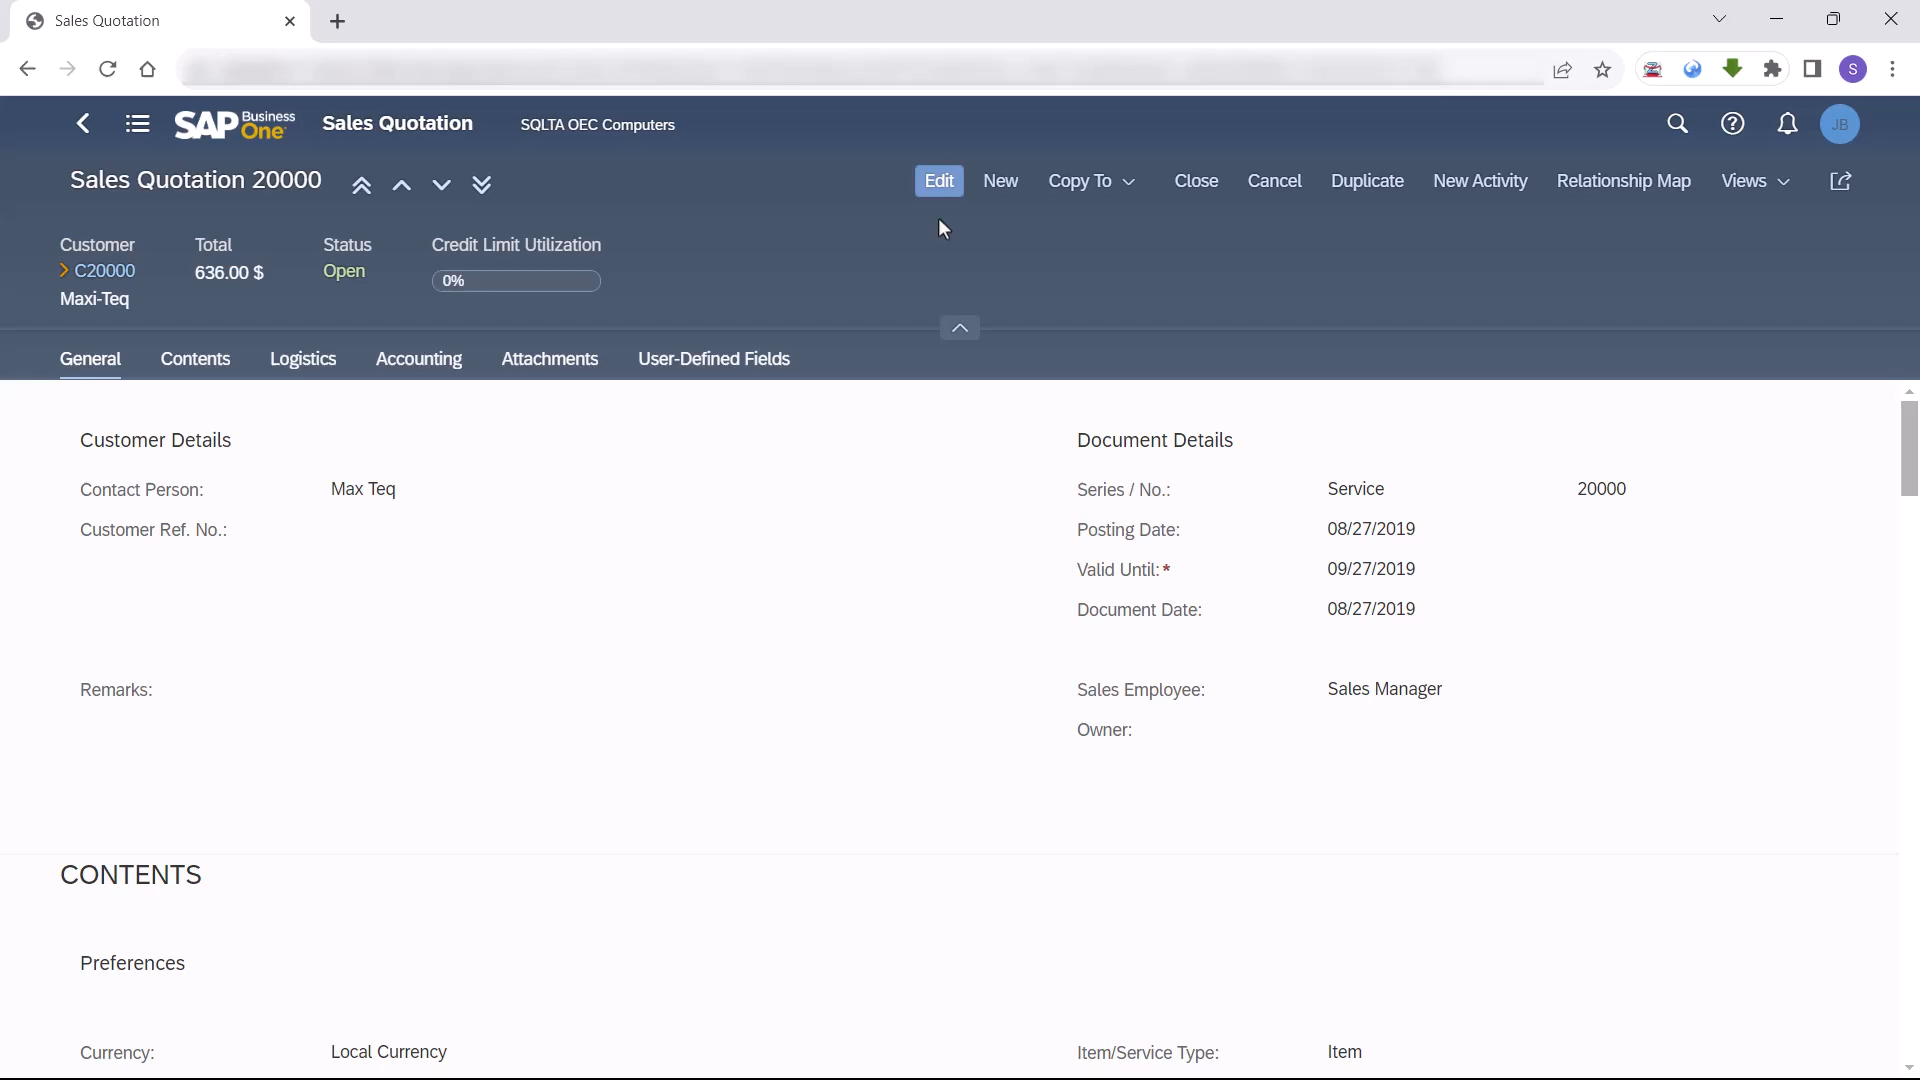 Sales Quotation
S
SAP Business One
Sales Quotation
SQLTA OEC Computers
JB
Sales Quotation 20000
Edit
New
Copy To
Close
Cancel
Duplicate
New Activity
Relationship Map
Views
Customer
Total
Status
Credit Limit Utilization
C20000
636.00 $
Open
0%
Maxi-Teq
General
Contents
Logistics
Accounting
Attachments
User-Defined Fields
Customer Details
Contact Person: Max Teq
Customer Ref. No.:
Remarks:
Document Details
Series / No.: Service 20000
Posting Date: 08/27/2019
Valid Until:* 09/27/2019
Document Date: 08/27/2019
Sales Employee: Sales Manager
Owner:
CONTENTS
Preferences
Currency: Local Currency
Item/Service Type: Item